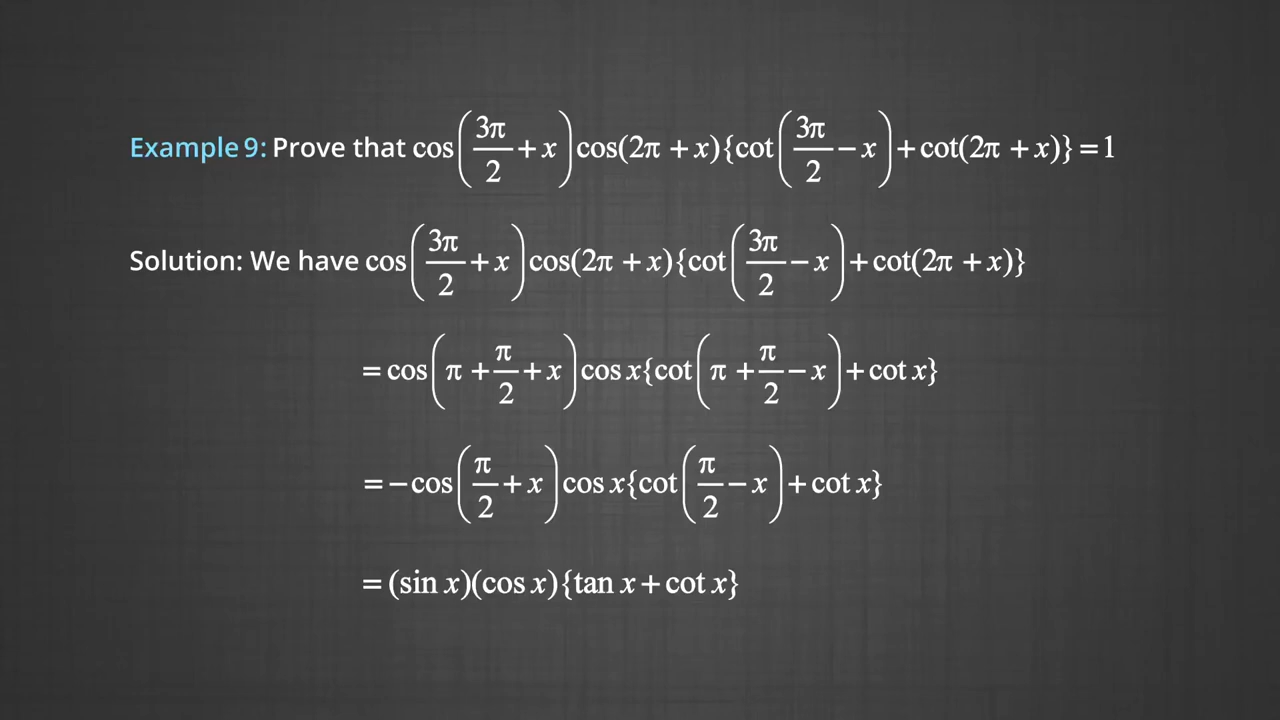 Example 9: Prove that cos(3π/2 + x)cos(2π + x){cot(3π/2 − x) + cot(2π + x)} = 1
Solution: We have cos(3π/2 + x)cos(2π + x){cot(3π/2 − x) + cot(2π + x)}
= cos(π + π/2 + x)cos x{cot(π + π/2 − x) + cot x}
= −cos(π/2 + x)cos x{cot(π/2 − x) + cot x}
= (sin x)(cos x){tan x + cot x}